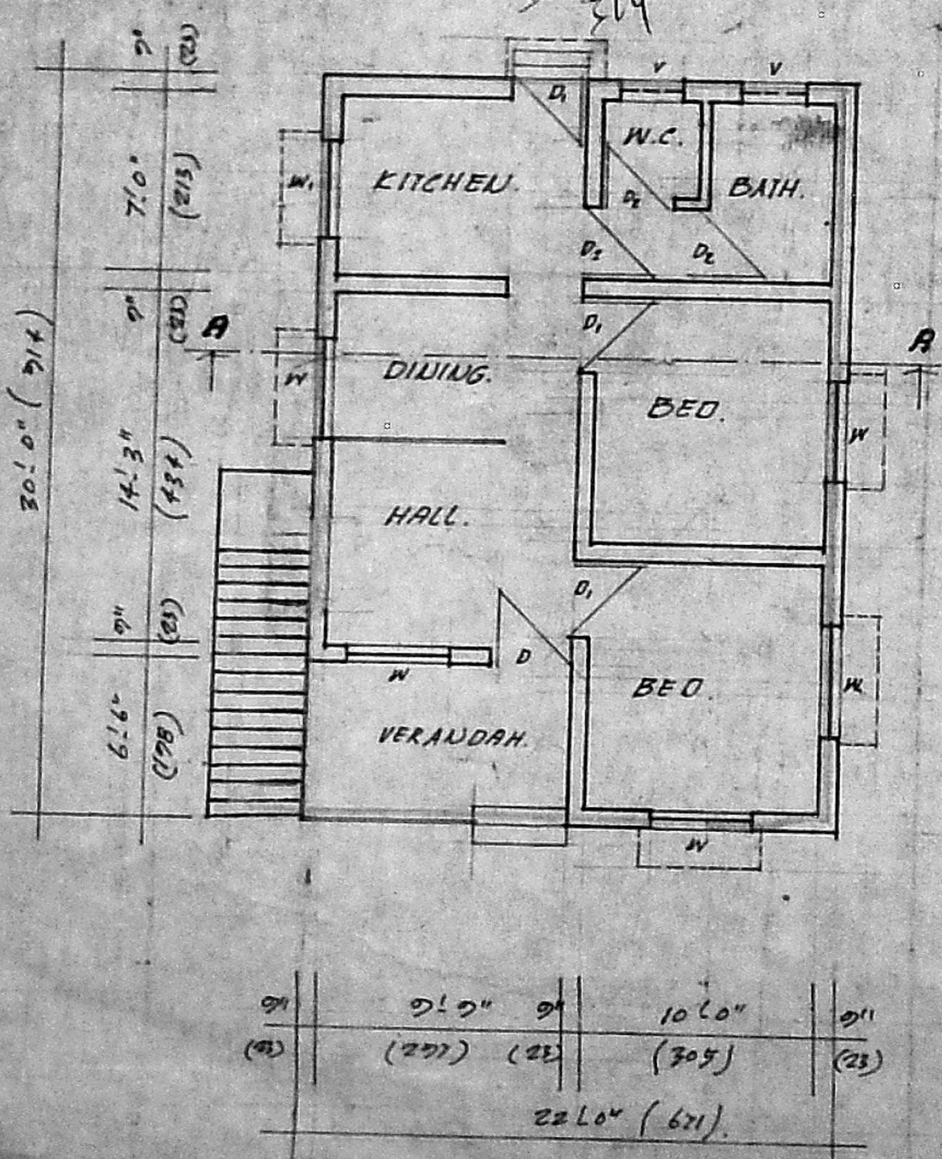 D1
V
V
KITCHEN.
W.C.
BATH.
W1
D2
D2
D2
9"
(23)
7'-0"
(213)
9"
(23)
A
A
D1
DINING.
BED.
W
W
30'-0" (914)
14'-3"
(434)
HALL.
D1
9"
(23)
W
D
BED.
W
6'-6"
(198)
VERANDAH.
W
9"
9'-9"
9"
10'-0"
9"
(23)
(297)
(23)
(305)
(23)
22'-0" (671).